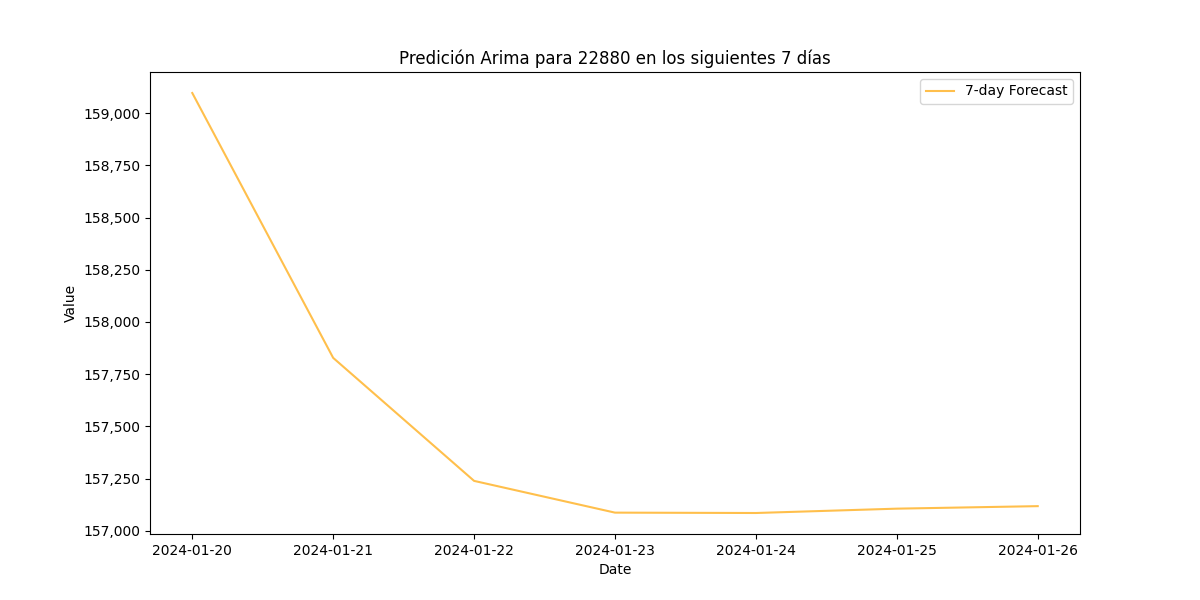 Predición Arima para 22880 en los siguientes 7 días
7-day Forecast
159,000
158,750
158,500
158,250
158,000
157,750
157,500
157,250
157,000
Value
2024-01-20 2024-01-21 2024-01-22 2024-01-23 2024-01-24 2024-01-25 2024-01-26
Date